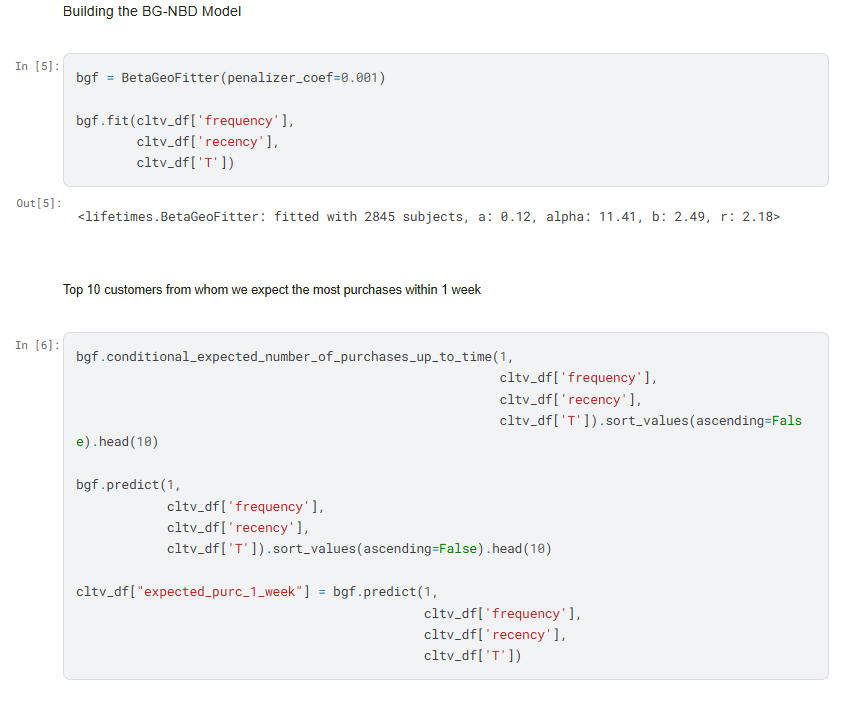 Building the BG-NBD Model
In [5]:
bgf = BetaGeoFitter(penalizer_coef=0.001)
bgf.fit(cltv_df['frequency'],
cltv_df['recency'],
cltv_df['T'])
Out[5]:
<lifetimes.BetaGeoFitter: fitted with 2845 subjects, a: 0.12, alpha: 11.41, b: 2.49, r: 2.18>
Top 10 customers from whom we expect the most purchases within 1 week
In [6]:
bgf.conditional_expected_number_of_purchases_up_to_time(1,
cltv_df['frequency'],
cltv_df['recency'],
cltv_df['T']).sort_values(ascending=Fals
e).head(10)
bgf.predict(1,
cltv_df['frequency'],
cltv_df['recency'],
cltv_df['T']).sort_values(ascending=False).head(10)
cltv_df["expected_purc_1_week"] = bgf.predict(1,
cltv_df['frequency'],
cltv_df['recency'],
cltv_df['T'])